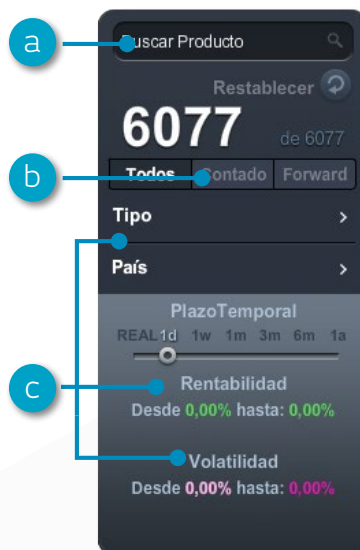 a
Buscar Producto
Restablecer
6077 de 6077
b
Todos Contado Forward
Tipo >
País >
PlazoTemporal
REAL 1d 1w 1m 3m 6m 1a
c
Rentabilidad
Desde 0,00% hasta: 0,00%
Volatilidad
Desde 0,00% hasta: 0,00%